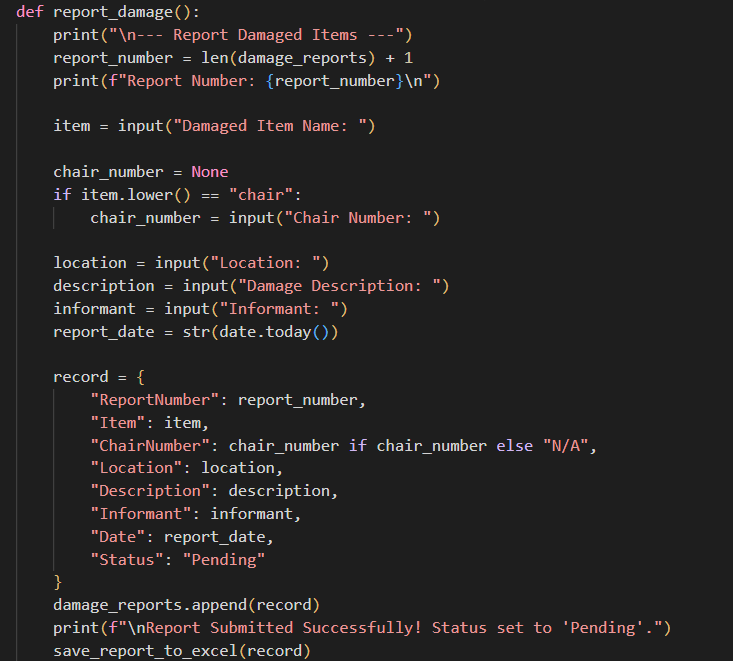 def report_damage():
    print("\n--- Report Damaged Items ---")
    report_number = len(damage_reports) + 1
    print(f"Report Number: {report_number}\n")
    item = input("Damaged Item Name: ")
    chair_number = None
    if item.lower() == "chair":
        chair_number = input("Chair Number: ")
    location = input("Location: ")
    description = input("Damage Description: ")
    informant = input("Informant: ")
    report_date = str(date.today())
    record = {
        "ReportNumber": report_number,
        "Item": item,
        "ChairNumber": chair_number if chair_number else "N/A",
        "Location": location,
        "Description": description,
        "Informant": informant,
        "Date": report_date,
        "Status": "Pending"
    }
    damage_reports.append(record)
    print(f"\nReport Submitted Successfully! Status set to 'Pending'.")
    save_report_to_excel(record)